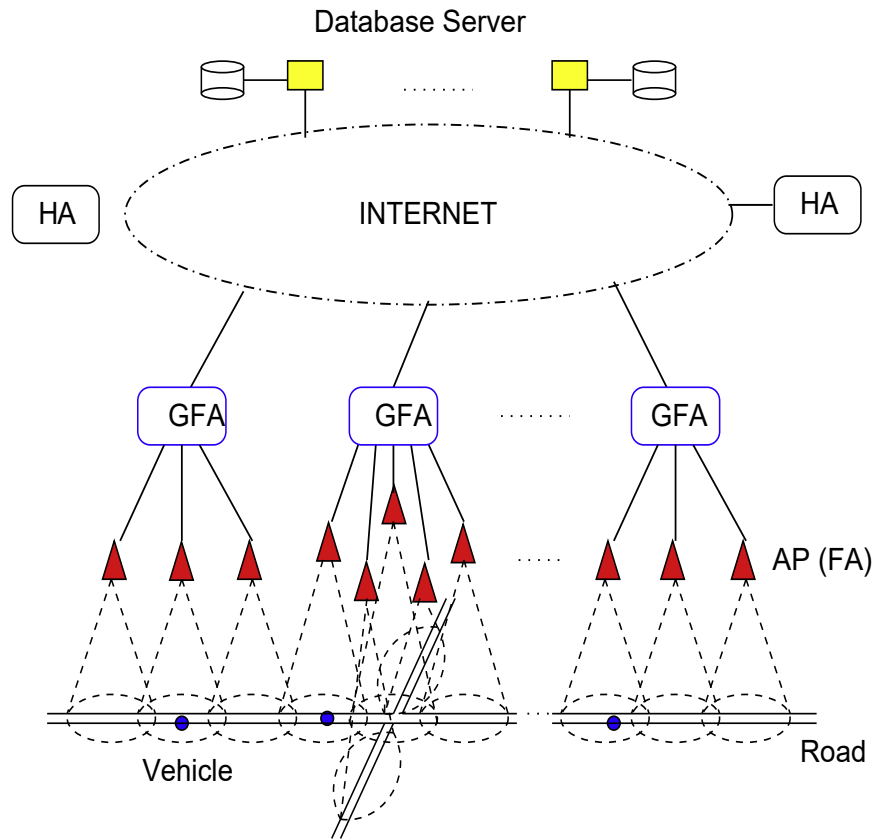 Database Server
HA
INTERNET
HA
GFA
GFA
GFA
AP (FA)
Vehicle
Road